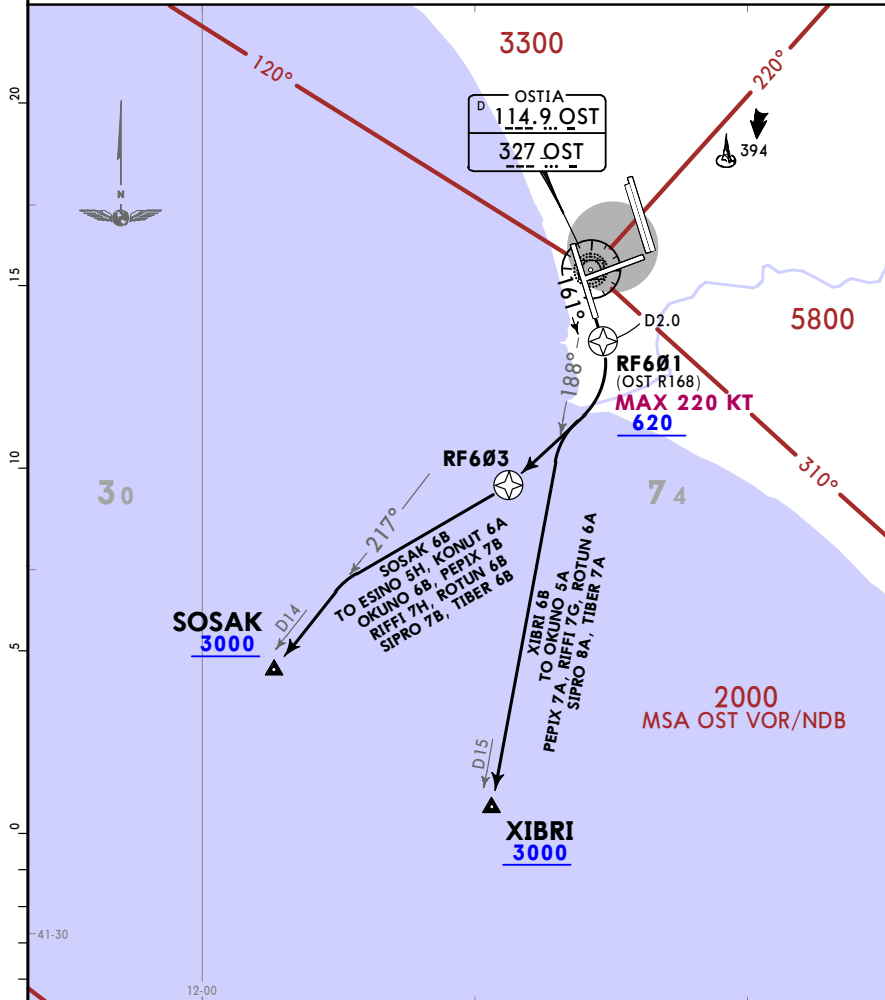 3300
120°
220°
20
OSTIA
D 114.9 OST
327 OST
394
N
15
161°
D2.0
5800
RF6Ø1
(OST R168)
MAX 220 KT
620
188°
10
RF6Ø3
310°
30
74
217°
SOSAK 6B
TO ESINO 5H, KONUT 6A
OKUNO 6B, PEPIX 7B
RIFFI 7H, ROTUN 6B
SIPRO 7B, TIBER 6B
XIBRI 6B
TO OKUNO 5A
PEPIX 7A, RIFFI 7G, ROTUN 6A
SIPRO 8A, TIBER 7A
D14
SOSAK
3000
5
2000
MSA OST VOR/NDB
D15
0
XIBRI
3000
41-30
12-00